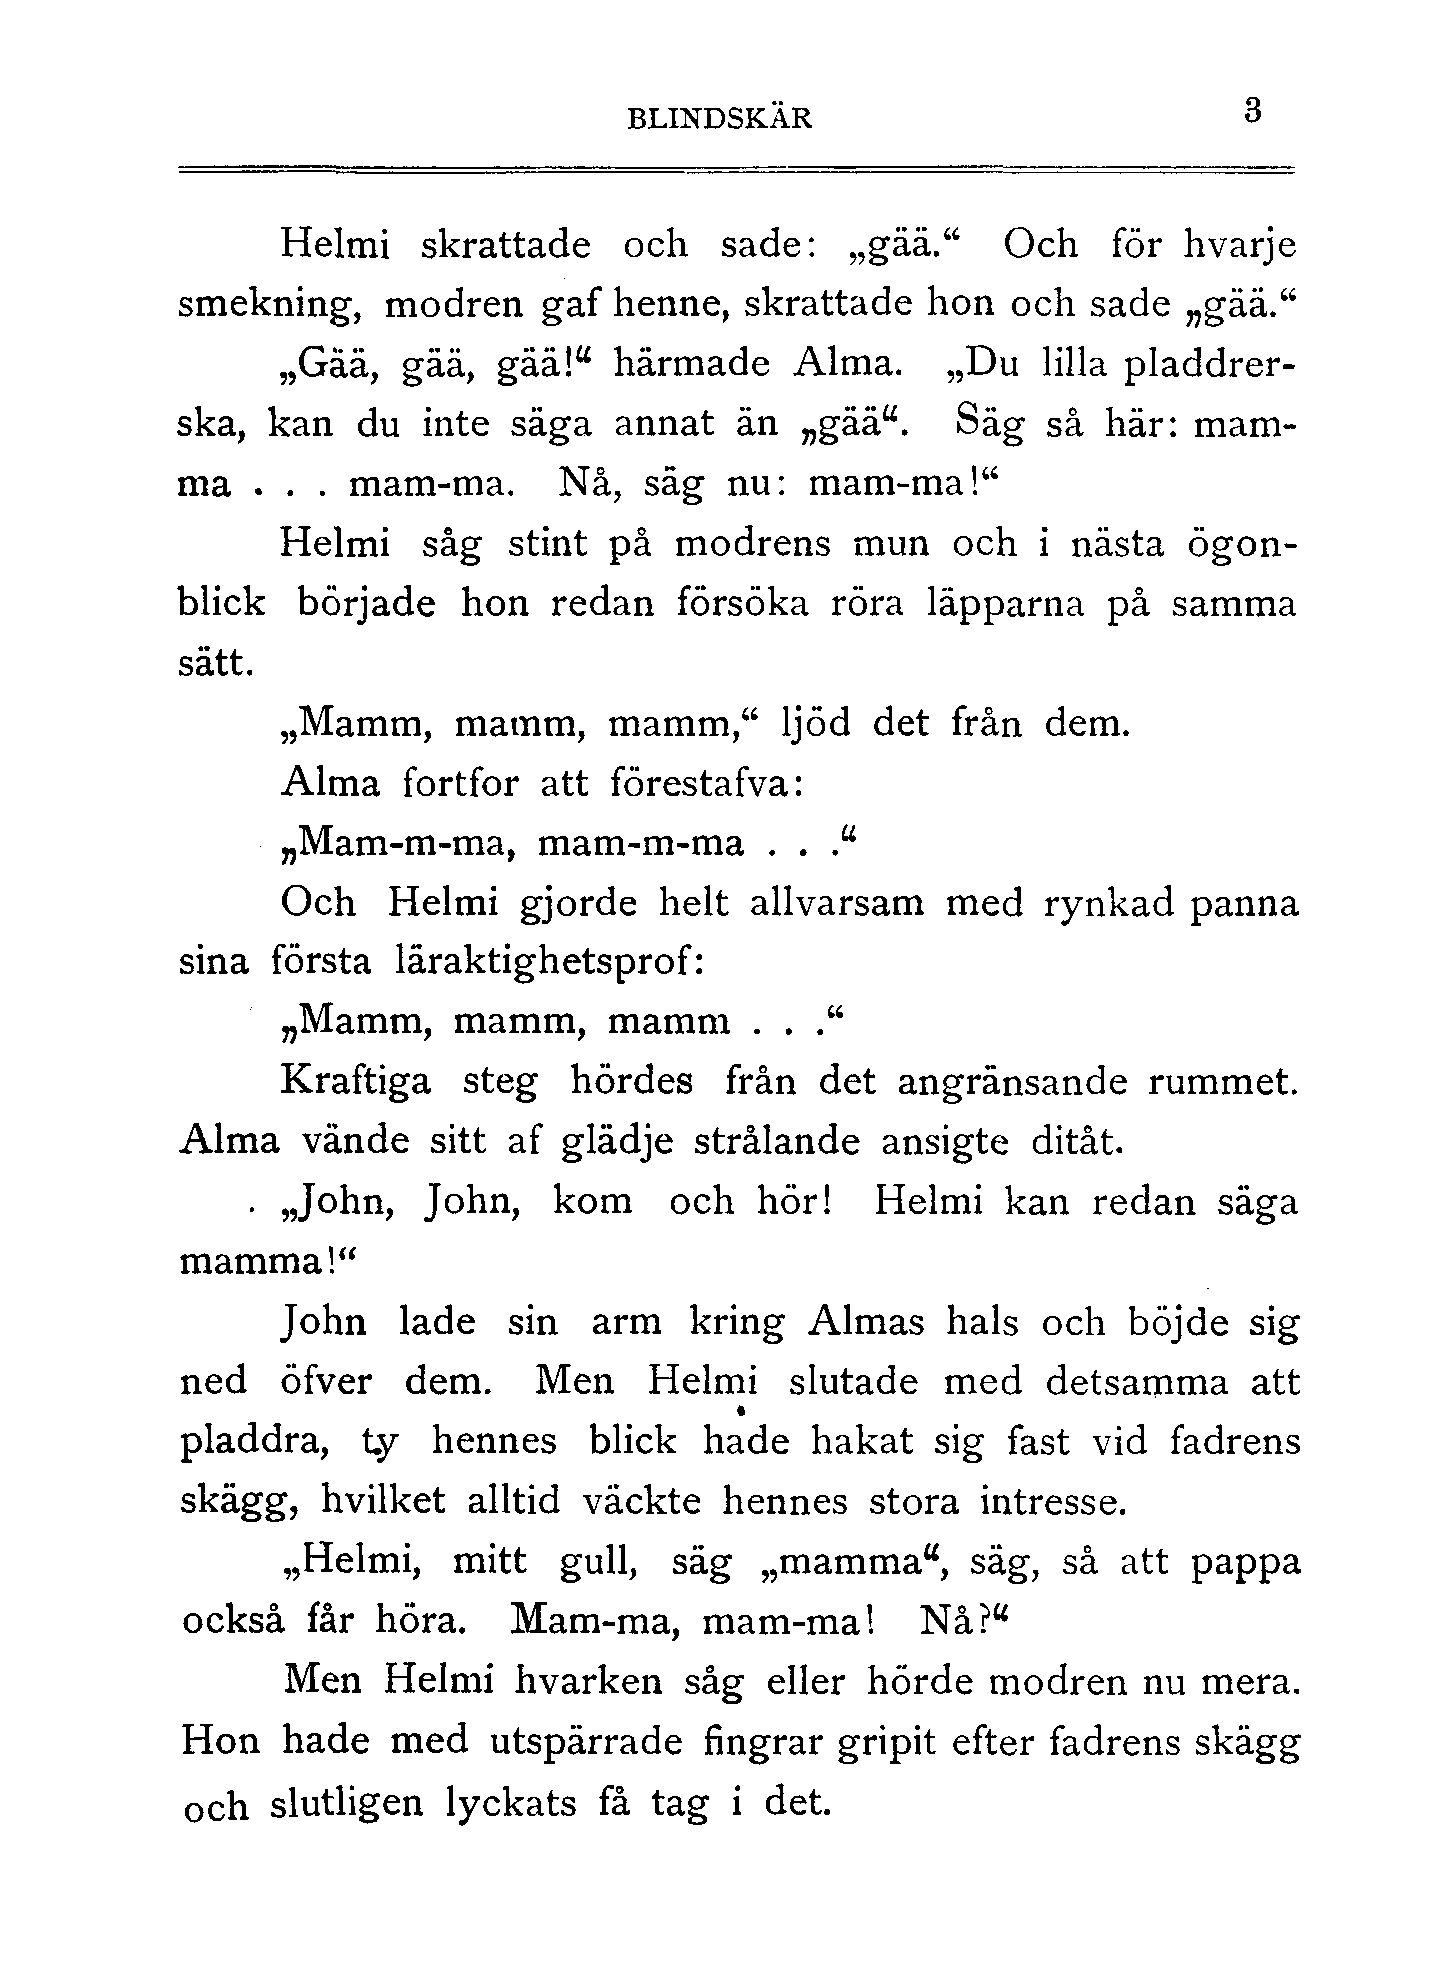 BLINDSKÄR 3
Helmi skrattade och sade: „gää.“ Och för hvarje
smekning, modren gaf henne, skrattade hon och sade „gää.“
„Gää, gää, gää!“ härmade Alma. „Du lilla pladdrer-
ska, kan du inte säga annat än „gää“. Säg så här: mam-
ma . . . mam-ma. Nå, säg nu: mam-ma!“
Helmi såg stint på modrens mun och i nästa ögon-
blick började hon redan försöka röra läpparna på samma
sätt.
„Mamm, mamm, mamm,“ ljöd det från dem.
Alma fortfor att förestafva:
„Mam-m-ma, mam-m-ma . . .“
Och Helmi gjorde helt allvarsam med rynkad panna
sina första läraktighetsprof:
„Mamm, mamm, mamm . . .“
Kraftiga steg hördes från det angränsande rummet.
Alma vände sitt af glädje strålande ansigte ditåt.
„John, John, kom och hör! Helmi kan redan säga
mamma!“
John lade sin arm kring Almas hals och böjde sig
ned öfver dem. Men Helmi slutade med detsamma att
pladdra, ty hennes blick hade hakat sig fast vid fadrens
skägg, hvilket alltid väckte hennes stora intresse.
„Helmi, mitt gull, säg „mamma“, säg, så att pappa
också får höra. Mam-ma, mam-ma! Nå?“
Men Helmi hvarken såg eller hörde modren nu mera.
Hon hade med utspärrade fingrar gripit efter fadrens skägg
och slutligen lyckats få tag i det.